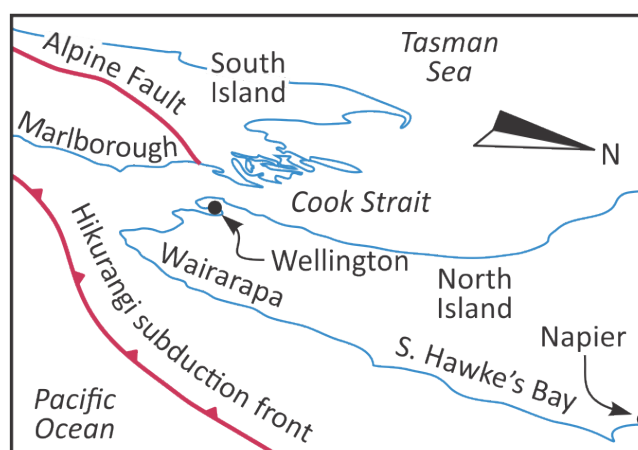 Alpine Fault
South
Island
Tasman
Sea
Marlborough
N
Cook Strait
Wellington
Hikurangi subduction front
Wairarapa
North
Island
S. Hawke's Bay
Napier
Pacific
Ocean